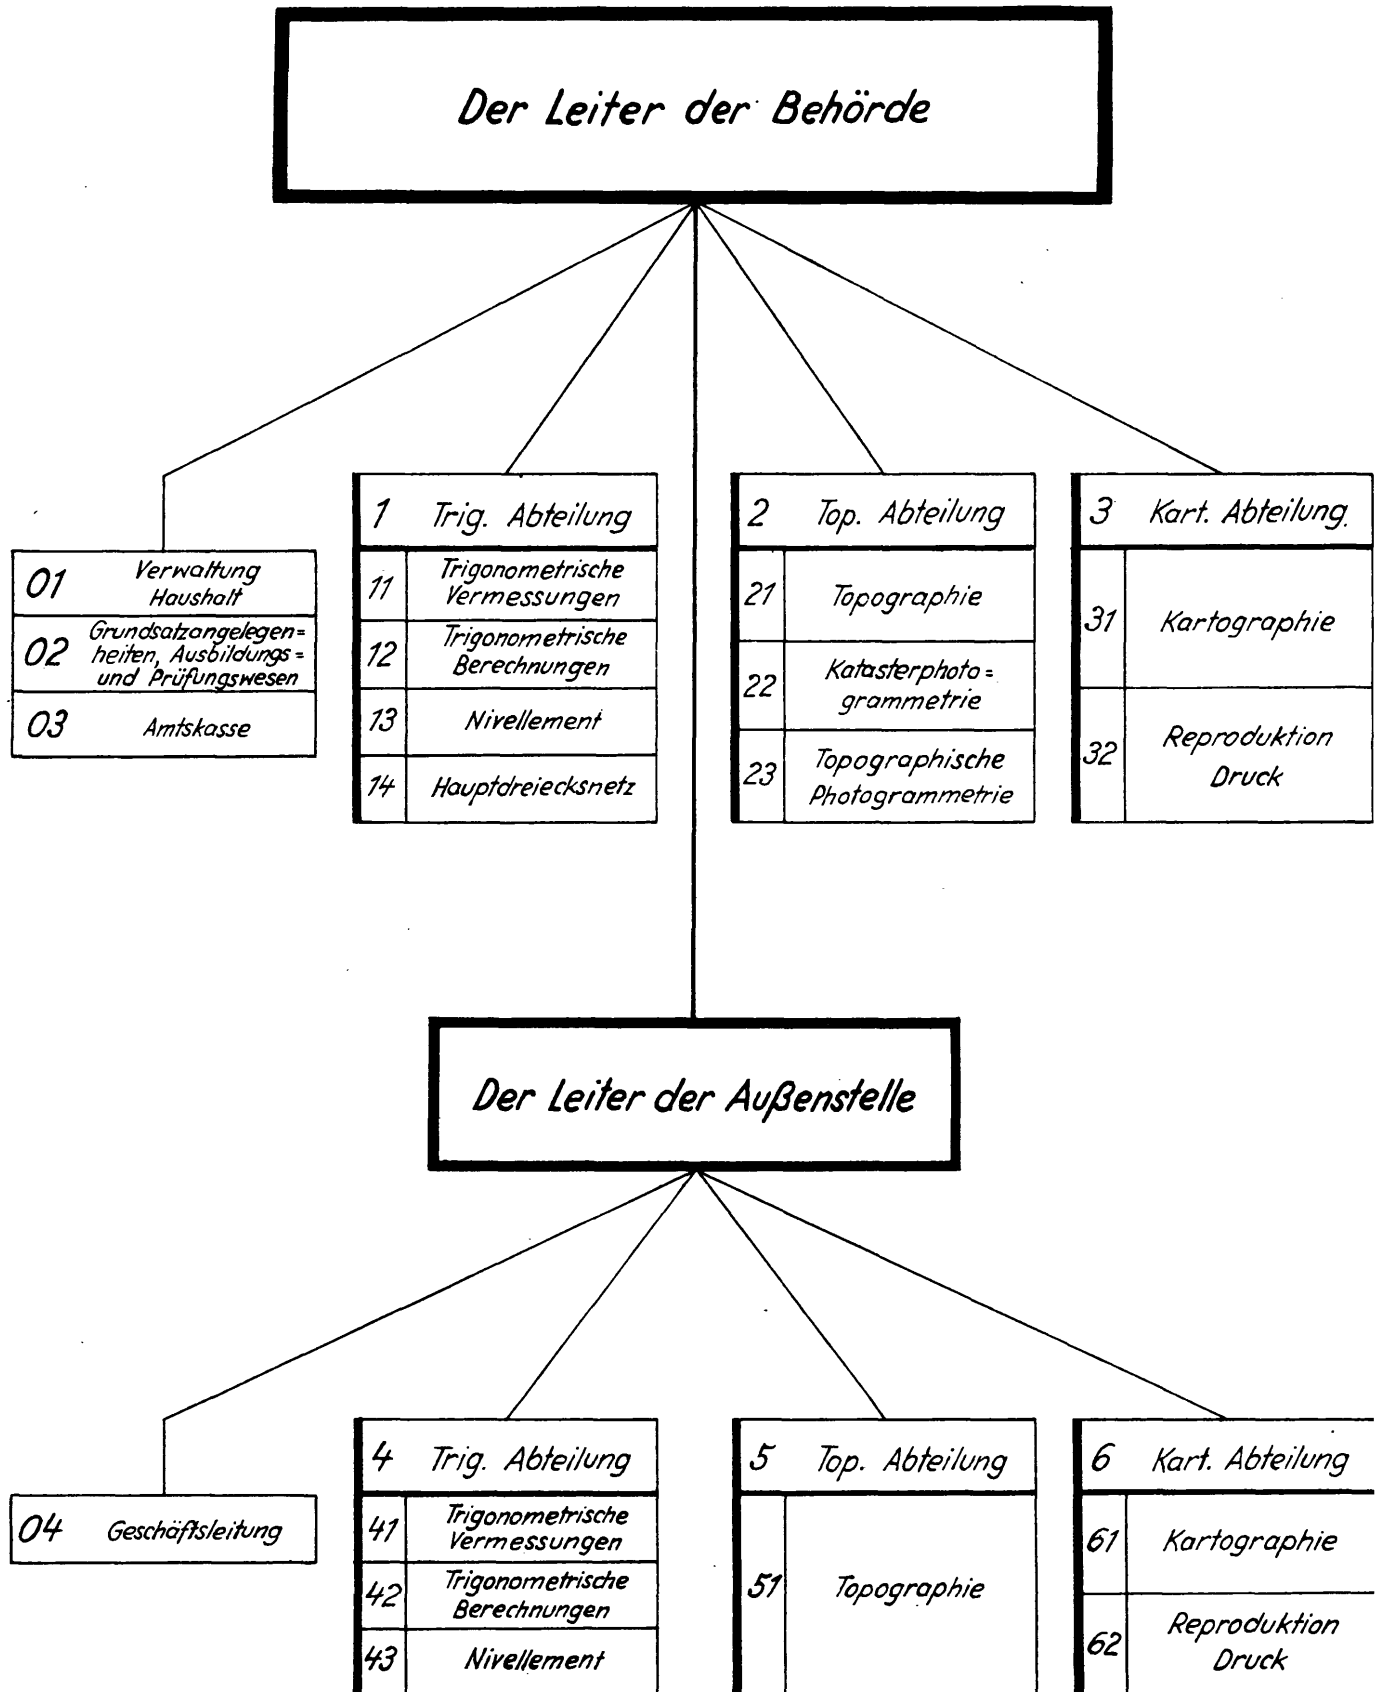 Der Leiter der Behörde
01 Verwaltung
Haushalt
02 Grundsatzangelegen=
heiten, Ausbildungs=
und Prüfungswesen
03 Amtskasse
1 Trig. Abteilung
11 Trigonometrische
Vermessungen
12 Trigonometrische
Berechnungen
13 Nivellement
14 Hauptdreiecksnetz
2 Top. Abteilung
21 Topographie
22 Katasterphoto=
grammetrie
23 Topographische
Photogrammetrie
3 Kart. Abteilung
31 Kartographie
32 Reproduktion
Druck
Der Leiter der Außenstelle
04 Geschäftsleitung
4 Trig. Abteilung
41 Trigonometrische
Vermessungen
42 Trigonometrische
Berechnungen
43 Nivellement
5 Top. Abteilung
51 Topographie
6 Kart. Abteilung
61 Kartographie
62 Reproduktion
Druck